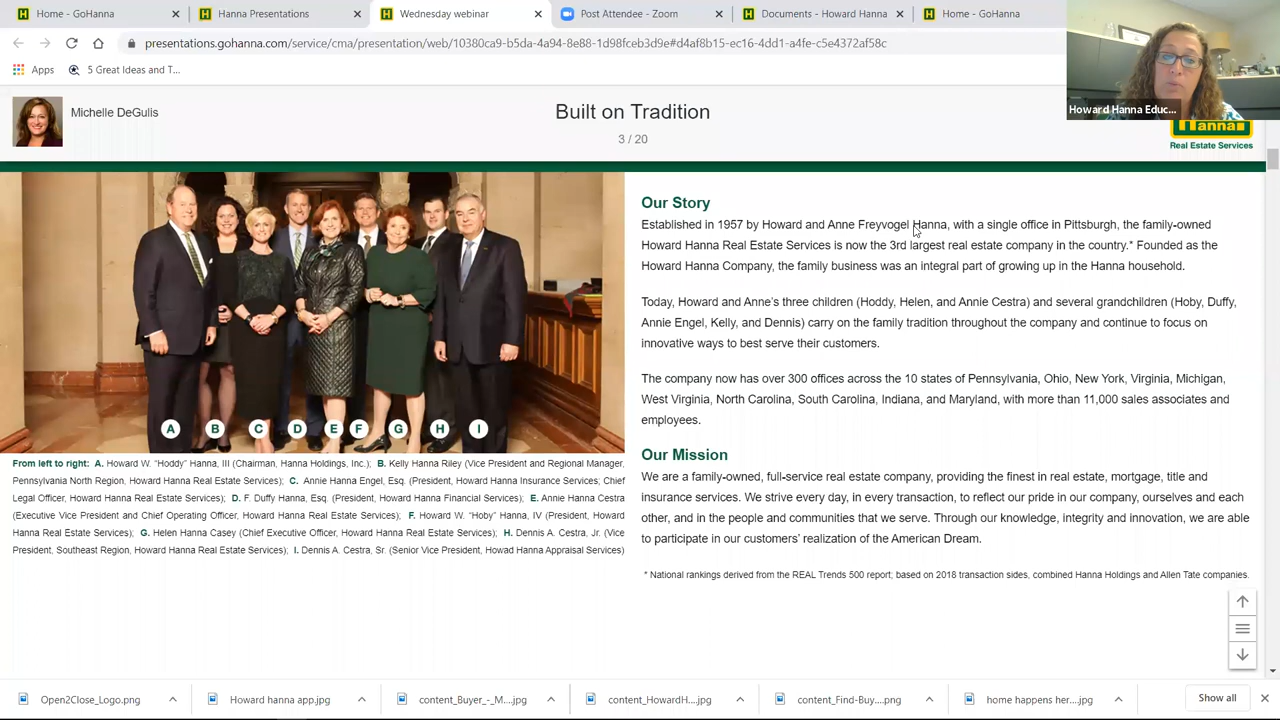 Home - GoHanna
Hanna Presentations
Wednesday webinar
Post Attendee - Zoom
Documents - Howard Hanna
Home - GoHanna
presentations.gohanna.com/service/cma/presentation/web/10380ca9-b5da-4a94-8e88-1d98fceb3d9e#d4af8b15-ec16-4dd1-a4fe-c5e4372af58c
Apps
5 Great Ideas and T...
Howard Hanna Educ...
Michelle DeGulis
Built on Tradition
3 / 20
Hanna
Real Estate Services
A B C D E F G H I
From left to right: A. Howard W. "Hoddy" Hanna, III (Chairman, Hanna Holdings, Inc.); B. Kelly Hanna Riley (Vice President and Regional Manager,
Pennsylvania North Region, Howard Hanna Real Estate Services); C. Annie Hanna Engel, Esq. (President, Howard Hanna Insurance Services; Chief
Legal Officer, Howard Hanna Real Estate Services); D. F. Duffy Hanna, Esq. (President, Howard Hanna Financial Services); E. Annie Hanna Cestra
(Executive Vice President and Chief Operating Officer, Howard Hanna Real Estate Services); F. Howard W. "Hoby" Hanna, IV (President, Howard
Hanna Real Estate Services); G. Helen Hanna Casey (Chief Executive Officer, Howard Hanna Real Estate Services); H. Dennis A. Cestra, Jr. (Vice
President, Southeast Region, Howard Hanna Real Estate Services); I. Dennis A. Cestra, Sr. (Senior Vice President, Howad Hanna Appraisal Services)
Our Story
Established in 1957 by Howard and Anne Freyvogel Hanna, with a single office in Pittsburgh, the family-owned
Howard Hanna Real Estate Services is now the 3rd largest real estate company in the country.* Founded as the
Howard Hanna Company, the family business was an integral part of growing up in the Hanna household.
Today, Howard and Anne's three children (Hoddy, Helen, and Annie Cestra) and several grandchildren (Hoby, Duffy,
Annie Engel, Kelly, and Dennis) carry on the family tradition throughout the company and continue to focus on
innovative ways to best serve their customers.
The company now has over 300 offices across the 10 states of Pennsylvania, Ohio, New York, Virginia, Michigan,
West Virginia, North Carolina, South Carolina, Indiana, and Maryland, with more than 11,000 sales associates and
employees.
Our Mission
We are a family-owned, full-service real estate company, providing the finest in real estate, mortgage, title and
insurance services. We strive every day, in every transaction, to reflect our pride in our company, ourselves and each
other, and in the people and communities that we serve. Through our knowledge, integrity and innovation, we are able
to participate in our customers' realization of the American Dream.
* National rankings derived from the REAL Trends 500 report; based on 2018 transaction sides, combined Hanna Holdings and Allen Tate companies.
Open2Close_Logo.png
Howard hanna app.jpg
content_Buyer_-_M....jpg
content_HowardH....jpg
content_Find-Buy....png
home happens her....jpg
Show all